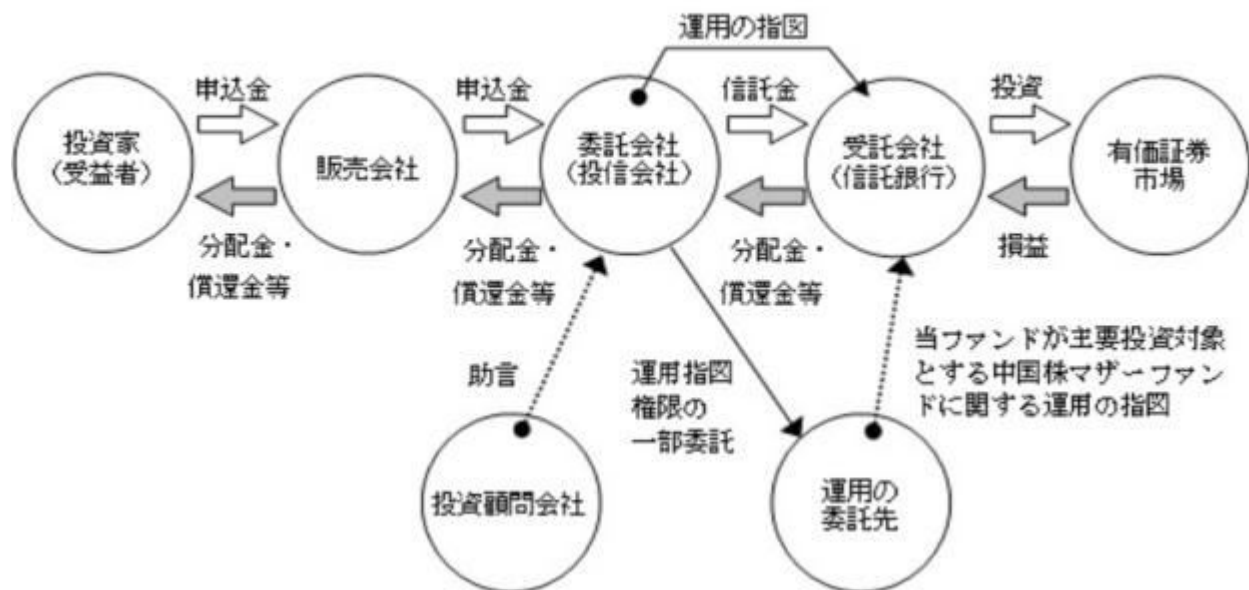 運用の指図
申込金
申込金
信託金
投資
投資家
(受益者)
販売会社
委託会社
(投信会社)
受託会社
(信託銀行)
有価証券
市場
分配金・
償還金等
分配金・
償還金等
分配金・
償還金等
損益
助言
運用指図
権限の
一部委託
当ファンドが主要投資対象
とする中国株マザーファン
ドに関する運用の指図
投資顧問会社
運用の
委託先